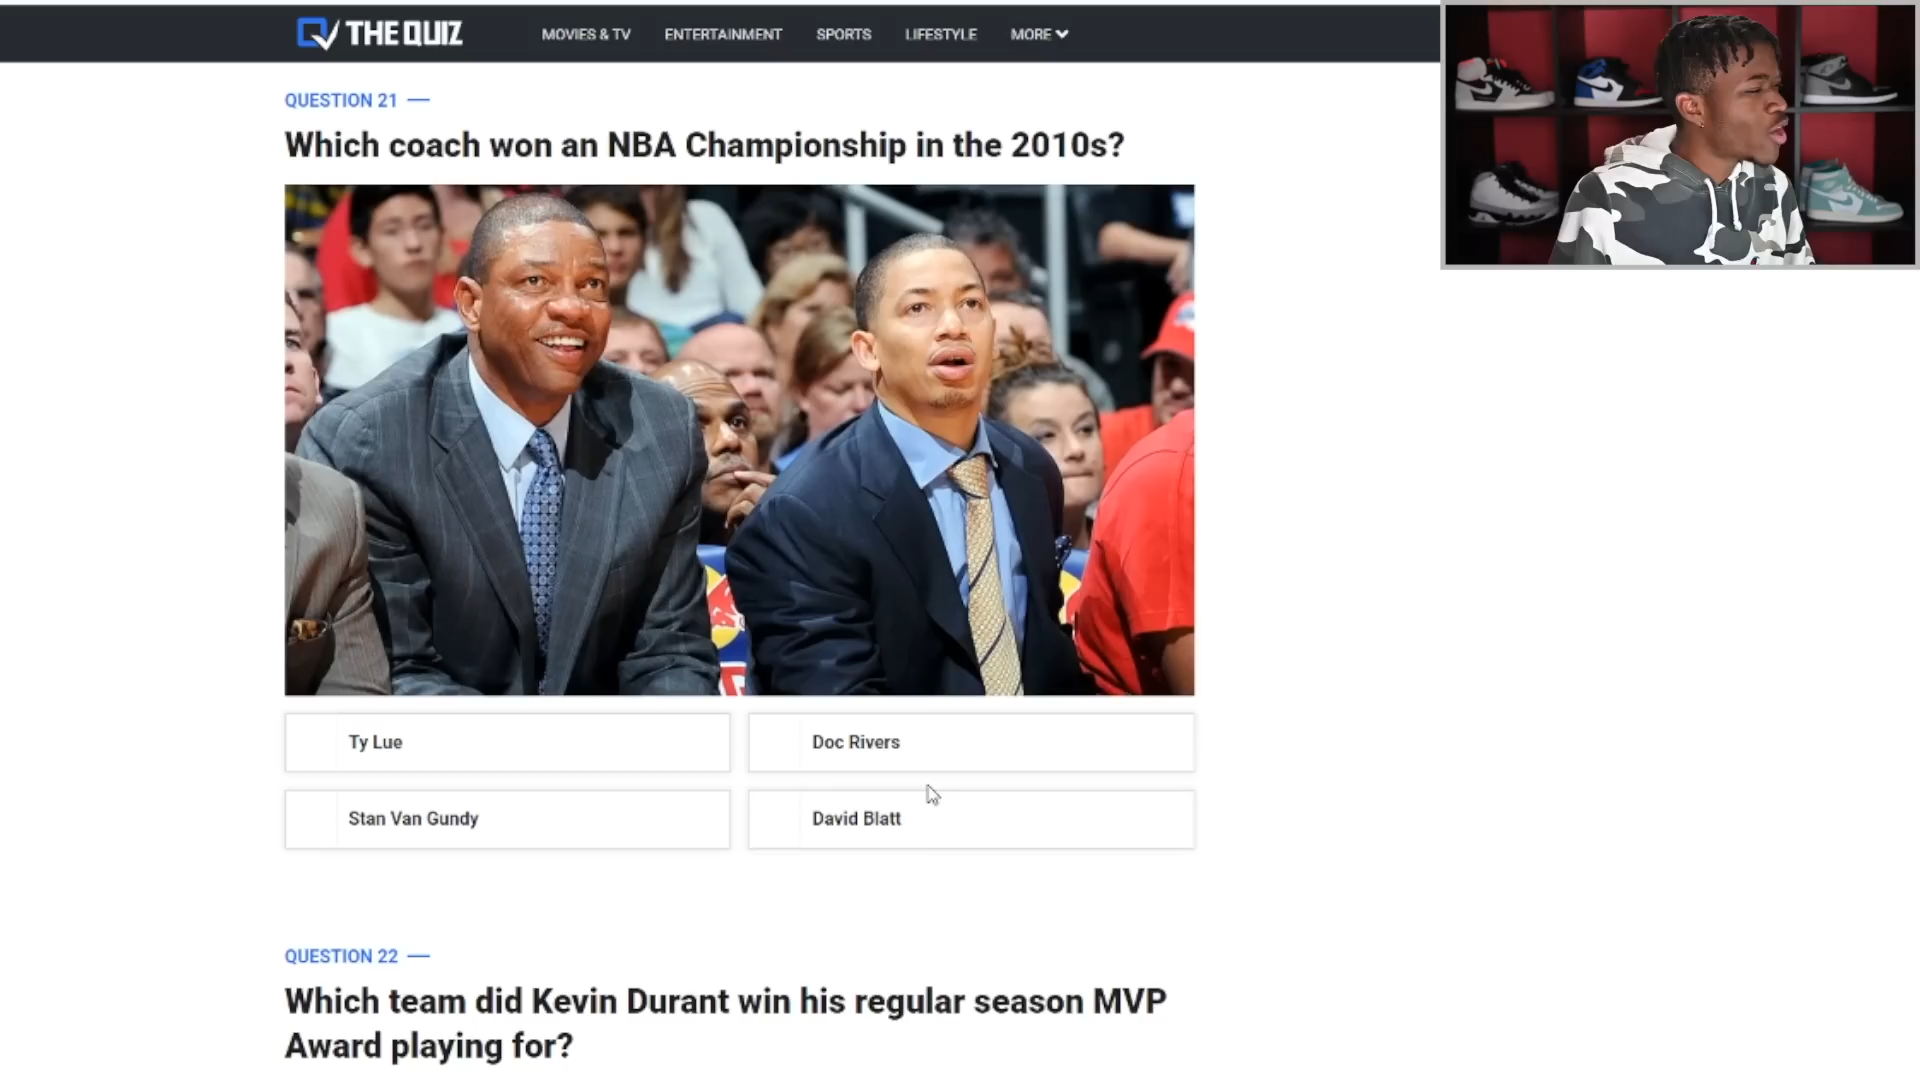 THE QUIZ
MOVIES & TV
ENTERTAINMENT
SPORTS
LIFESTYLE
MORE
QUESTION 21
Which coach won an NBA Championship in the 2010s?
Ty Lue
Doc Rivers
Stan Van Gundy
David Blatt
QUESTION 22
Which team did Kevin Durant win his regular season MVP
Award playing for?